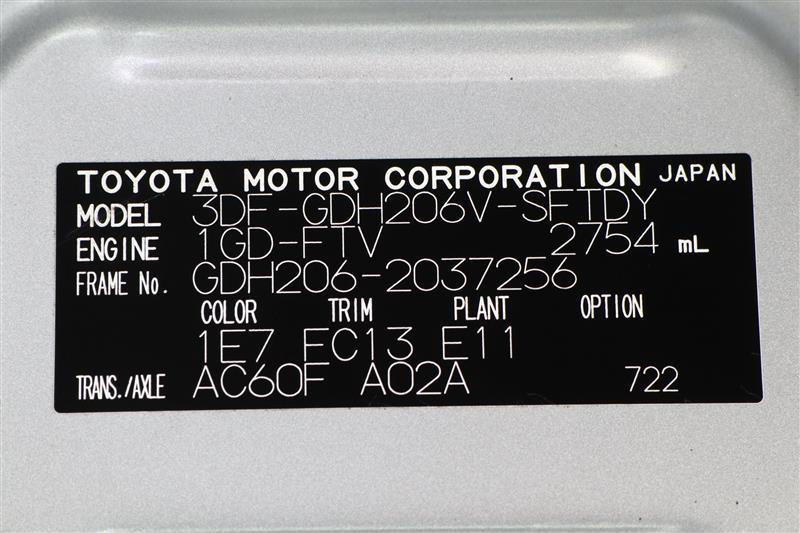 TOYOTA MOTOR CORPORATION JAPAN
MODEL 3DF-GDH206V-SFTDY
ENGINE 1GD-FTV 2754 mL
FRAME No. GDH206-2037256
COLOR TRIM PLANT OPTION
1E7 FC13 E11
TRANS./AXLE AC60F A02A 722